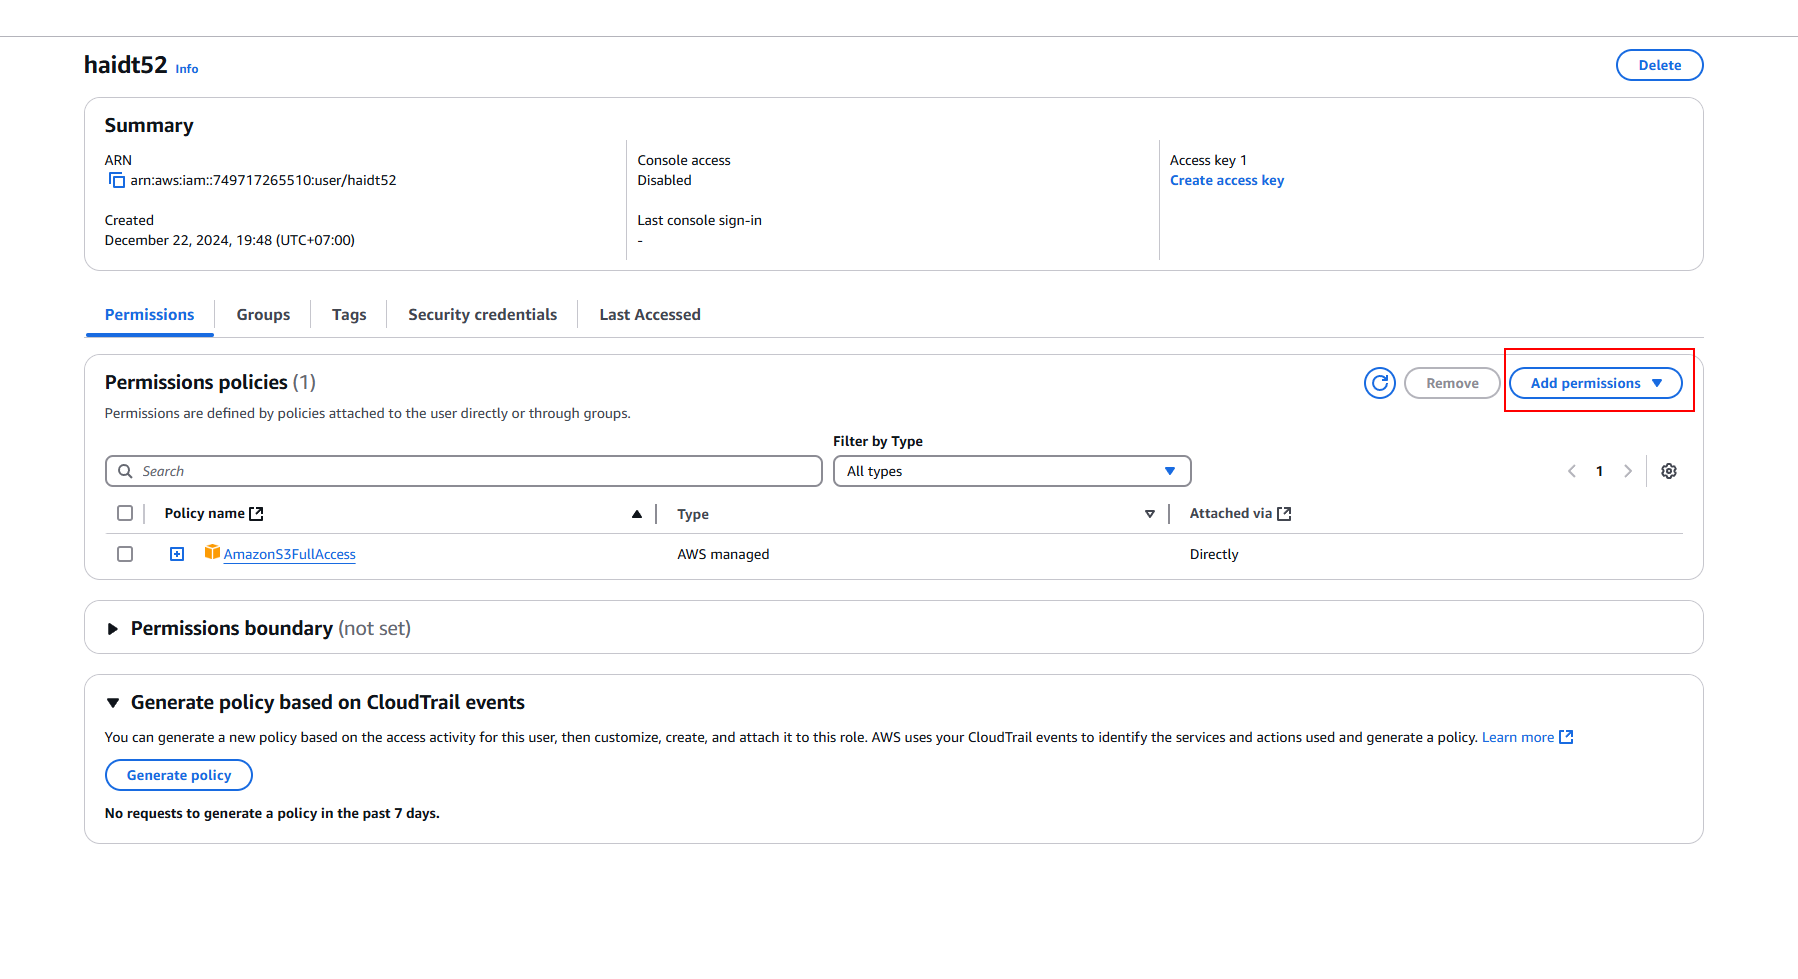 haidt52 Info
Delete
Summary
ARN
arn:aws:iam::749717265510:user/haidt52
Created
December 22, 2024, 19:48 (UTC+07:00)
Console access
Disabled
Last console sign-in
-
Access key 1
Create access key
Permissions
Groups
Tags
Security credentials
Last Accessed
Permissions policies (1)
Remove
Add permissions
Permissions are defined by policies attached to the user directly or through groups.
Filter by Type
Search
All types
1
Policy name
Type
Attached via
AmazonS3FullAccess
AWS managed
Directly
Permissions boundary (not set)
Generate policy based on CloudTrail events
You can generate a new policy based on the access activity for this user, then customize, create, and attach it to this role. AWS uses your CloudTrail events to identify the services and actions used and generate a policy. Learn more
Generate policy
No requests to generate a policy in the past 7 days.